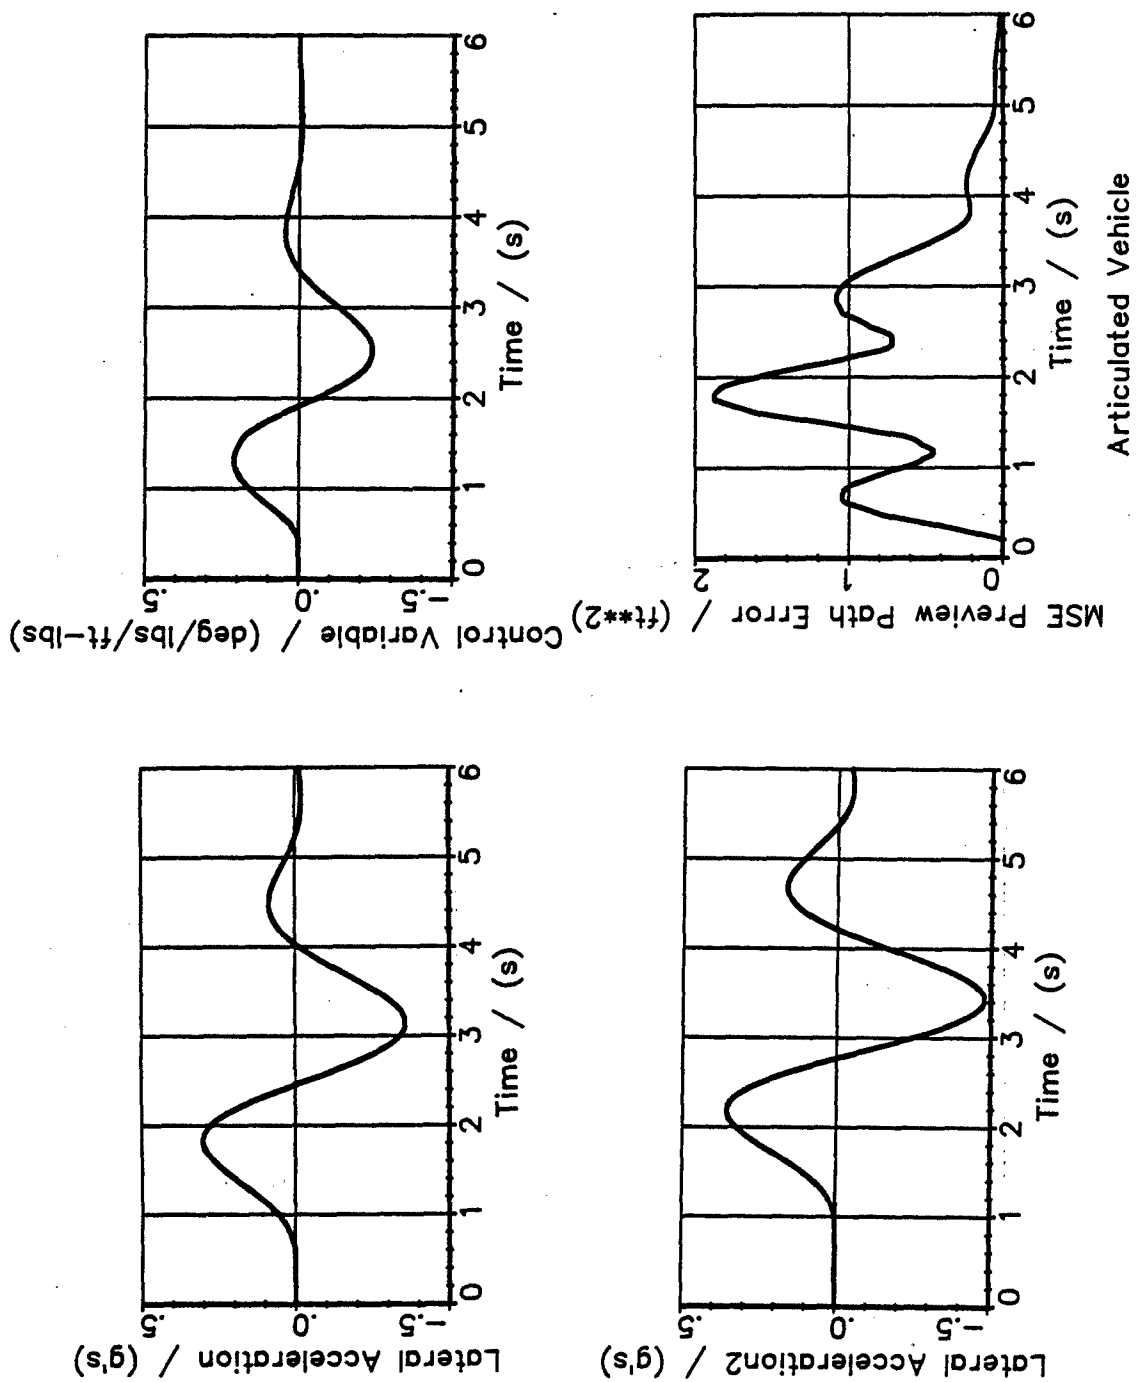 .5
.0
-.5
Lateral Acceleration / (g's)
0 1 2 3 4 5 6
Time / (s)
.5
.0
-.5
Control Variable / (deg/lbs/ft-lbs)
0 1 2 3 4 5 6
Time / (s)
.5
.0
-.5
Lateral Acceleration2 / (g's)
0 1 2 3 4 5 6
Time / (s)
2
1
0
MSE Preview Path Error / (ft**2)
0 1 2 3 4 5 6
Time / (s)
Articulated Vehicle